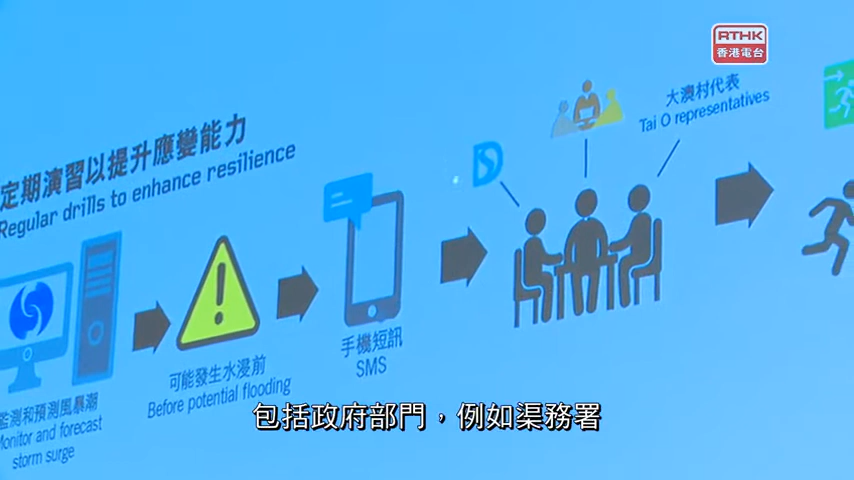 RTHK
香港電台
定期演習以提升應變能力
Regular drills to enhance resilience
大澳村代表
Tai O representatives
手機短訊
SMS
可能發生水浸前
Before potential flooding
監測和預測風暴潮
Monitor and forecast
storm surge
包括政府部門，例如渠務署